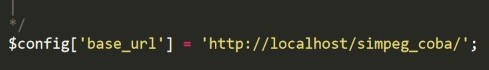 |
*/
$config['base_url'] = 'http://localhost/simpeg_coba/';